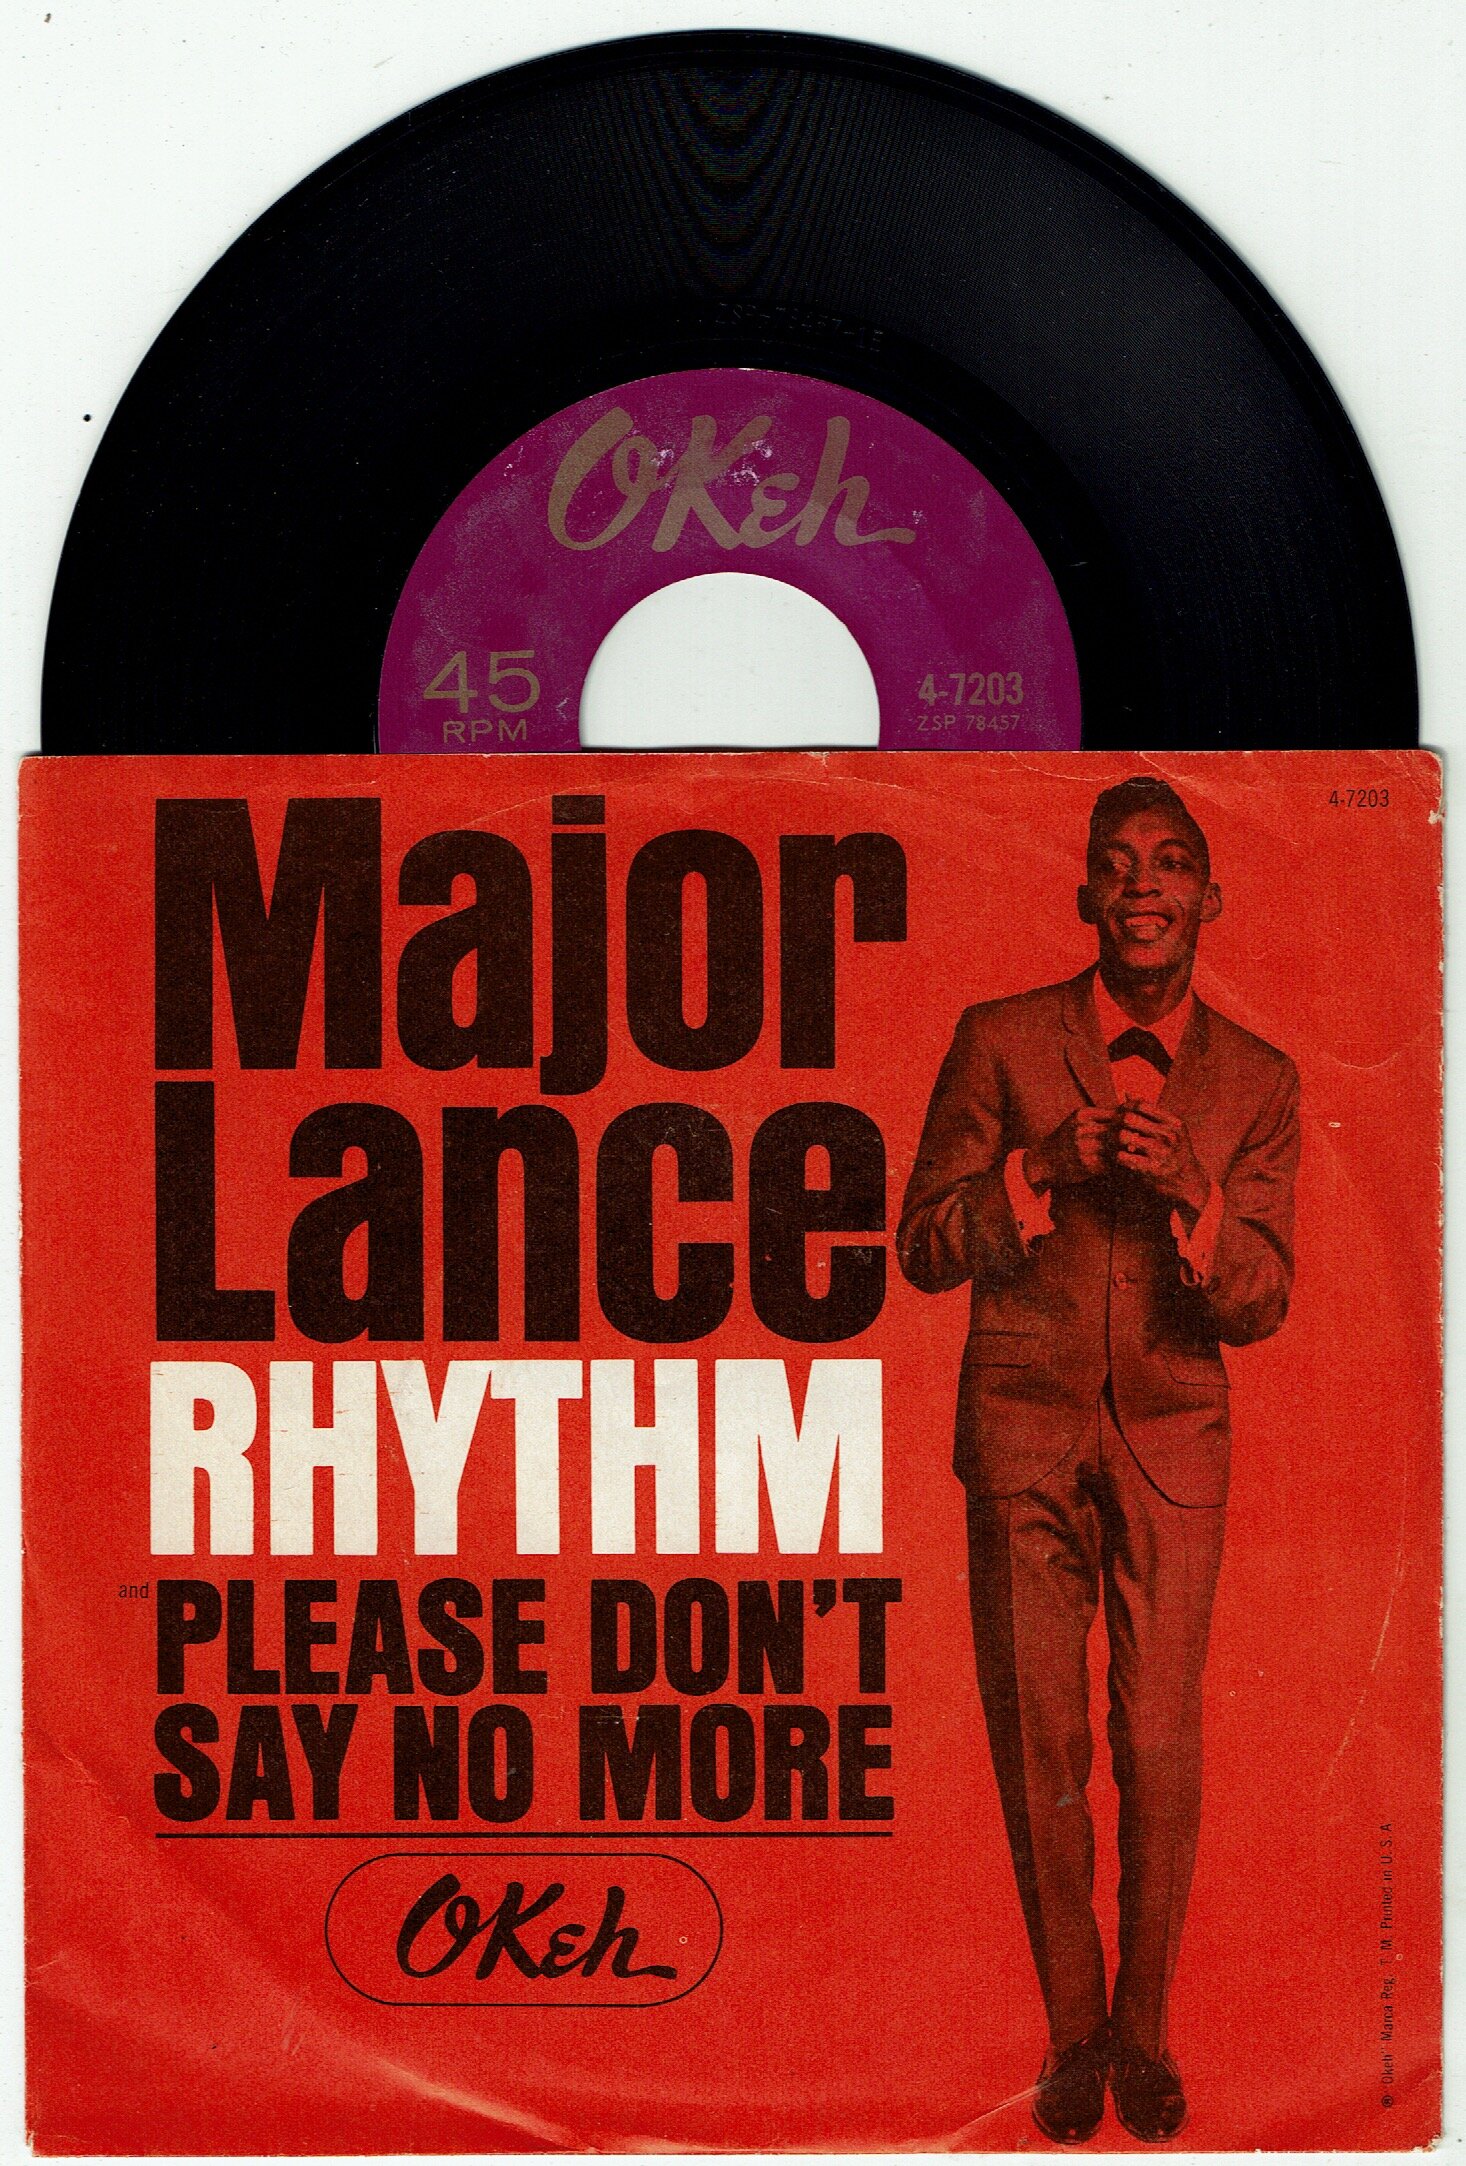 OKeh
45
RPM
4-7203
ZSP 78457
4-7203
Major
Lance
RHYTHM
and PLEASE DON'T
SAY NO MORE
OKeh
® "Okeh" Marca Reg. T.M. Printed in U.S.A